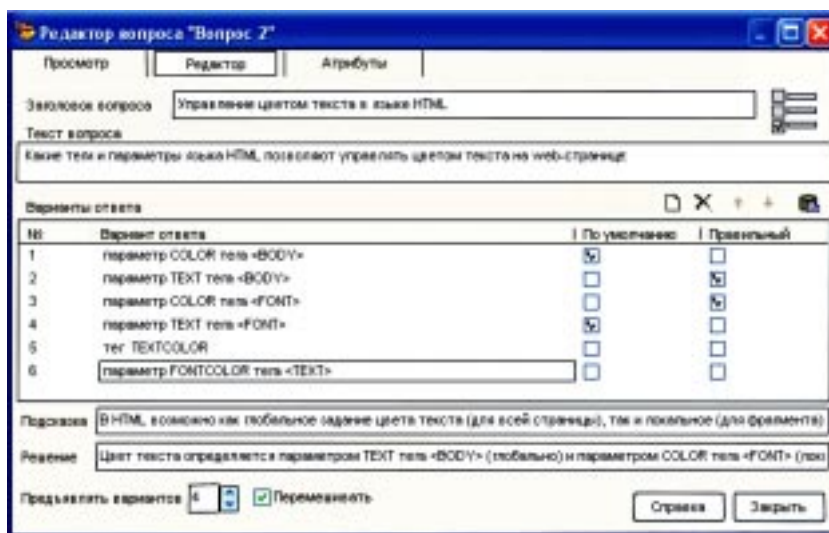 Редактор вопроса "Вопрос 2"
Просмотр Редактор Атрибуты
Заголовок вопроса Управление цветом текста в языке HTML
Текст вопроса
Какие теги и параметры языка HTML позволяют управлять цветом текста на web-странице
Варианты ответа
№ Вариант ответа По умолчанию Правильный
1 параметр COLOR тега <BODY>
2 параметр TEXT тега <BODY>
3 параметр COLOR тега <FONT>
4 параметр TEXT тега <FONT>
5 тег TEXTCOLOR
6 параметр FONTCOLOR тега <TEXT>
Подсказка В HTML возможно как глобальное задание цвета текста (для всей страницы), так и локальное (для фрагмента)
Решение Цвет текста определяется параметром TEXT тега <BODY> (глобально) и параметром COLOR тега <FONT>
Предъявлять вариантов Перемешивать
Справка Закрыть